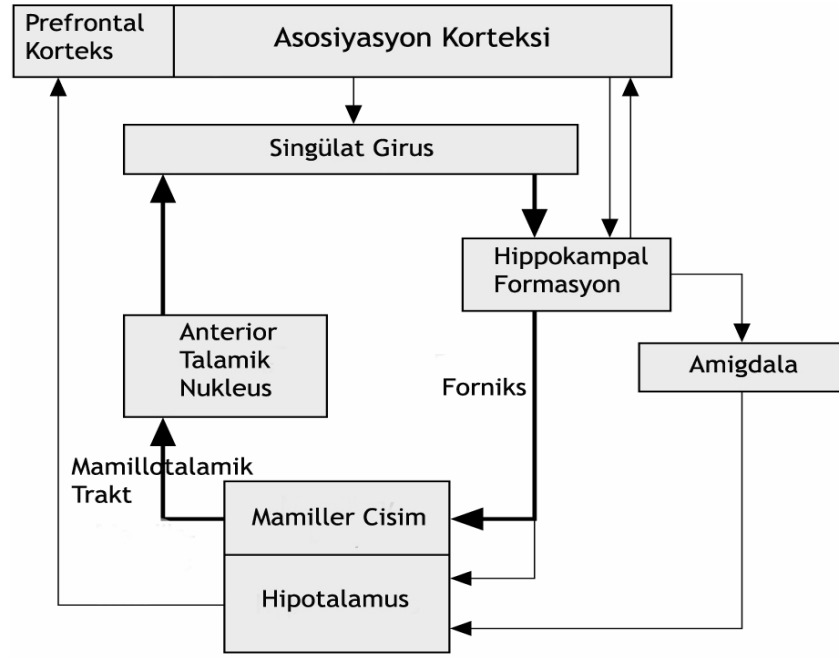 Prefrontal
Korteks
Asosiyasyon Korteksi
Singülat Girus
Hippokampal
Formasyon
Anterior
Talamik
Nukleus
Amigdala
Forniks
Mamillotalamik
Trakt
Mamiller Cisim
Hipotalamus